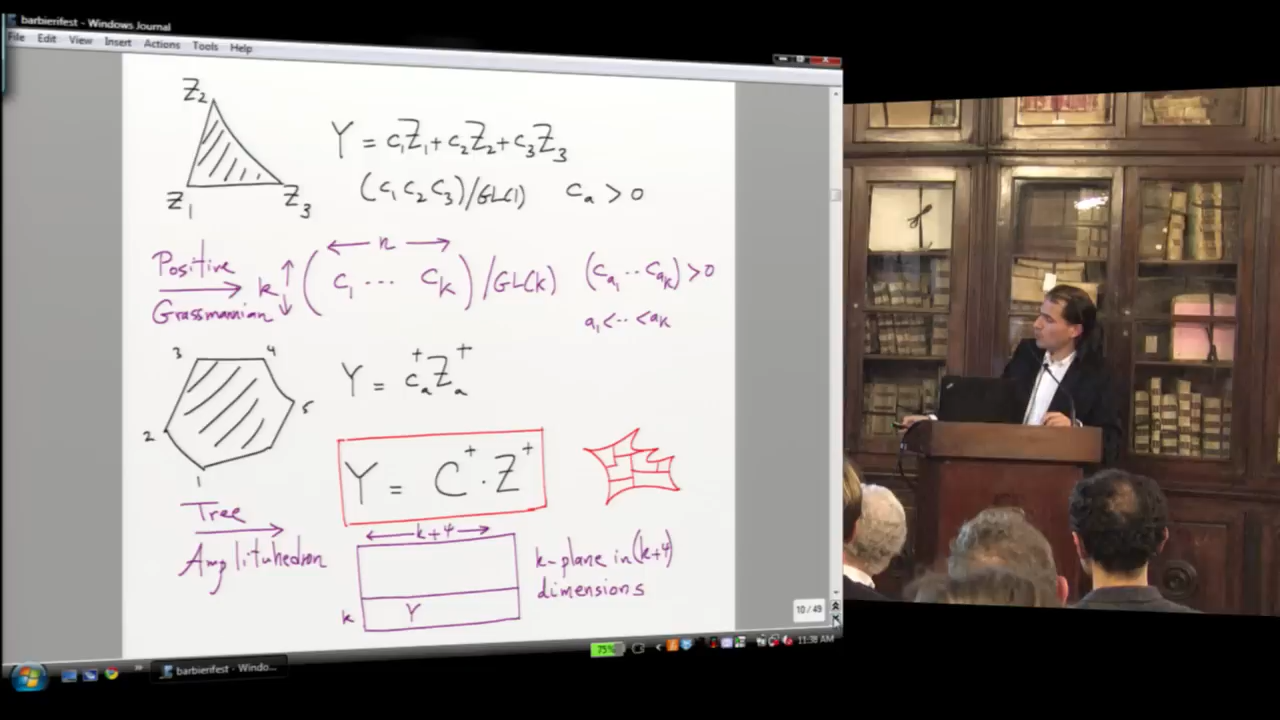 barbierifest - Windows Journal
File Edit View Insert Actions Tools Help
Z₂
Z₁
Z₃
Y = c₁Z₁ + c₂Z₂ + c₃Z₃
(c₁ c₂ c₃)/GL(1) cₐ > 0
Positive
Grassmannian
k
n
(c₁ ... cₖ)/GL(k) (c_a₁ .. c_aₖ) > 0
a₁< .. <aₖ
3 4
2 5
1
Y = c⁺ₐ Z⁺ₐ
Y = C⁺ · Z⁺
Tree
Amplituhedron
k+4
k Y
k-plane in (k+4)
dimensions
10 / 49
75%
11:38 AM
barbierifest - Windo...